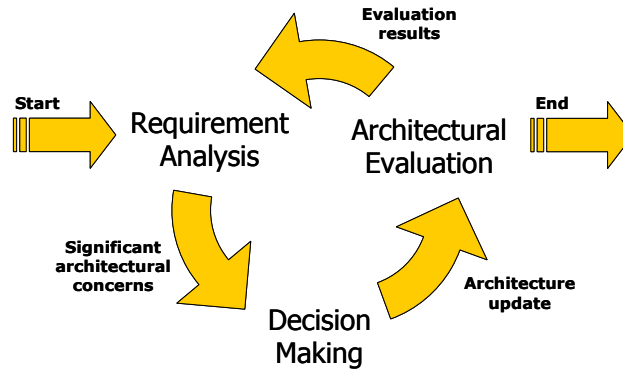 Evaluation
results
Start
End
Requirement
Analysis
Architectural
Evaluation
Significant
architectural
concerns
Architecture
update
Decision
Making